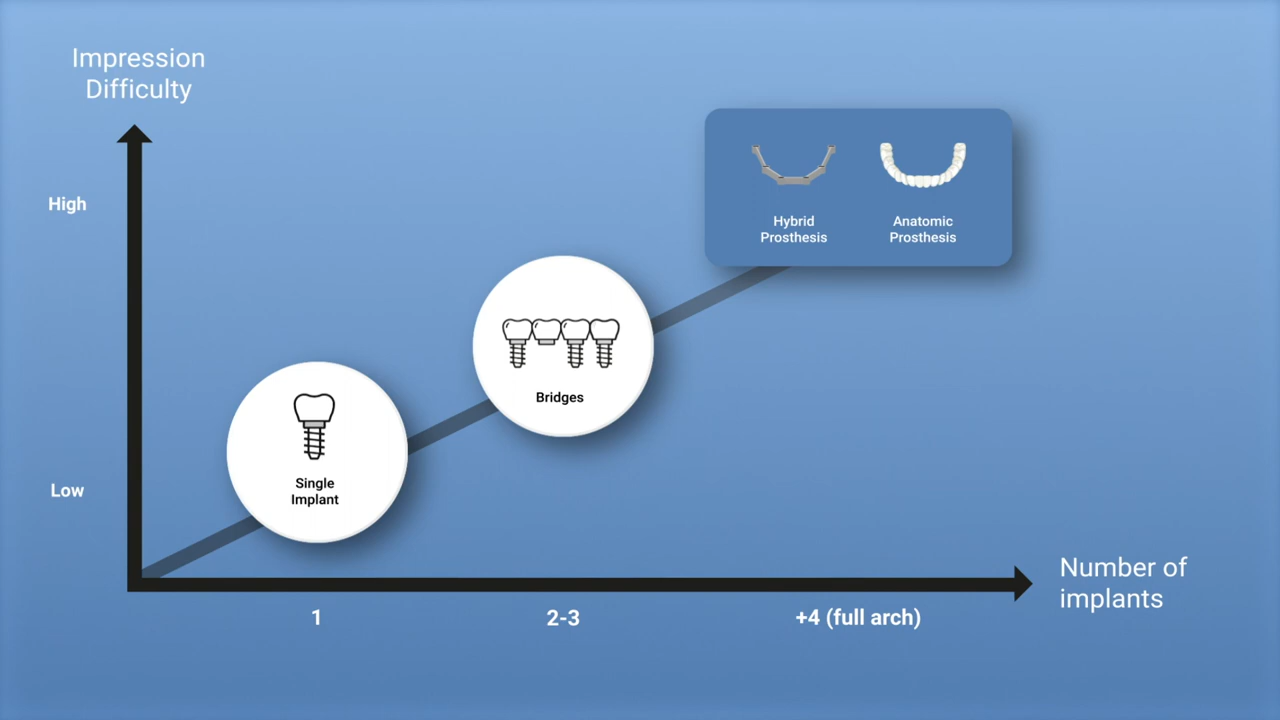 Impression
Difficulty
High
Hybrid
Prosthesis
Anatomic
Prosthesis
Bridges
Single
Implant
Low
Number of
implants
1
2-3
+4 (full arch)